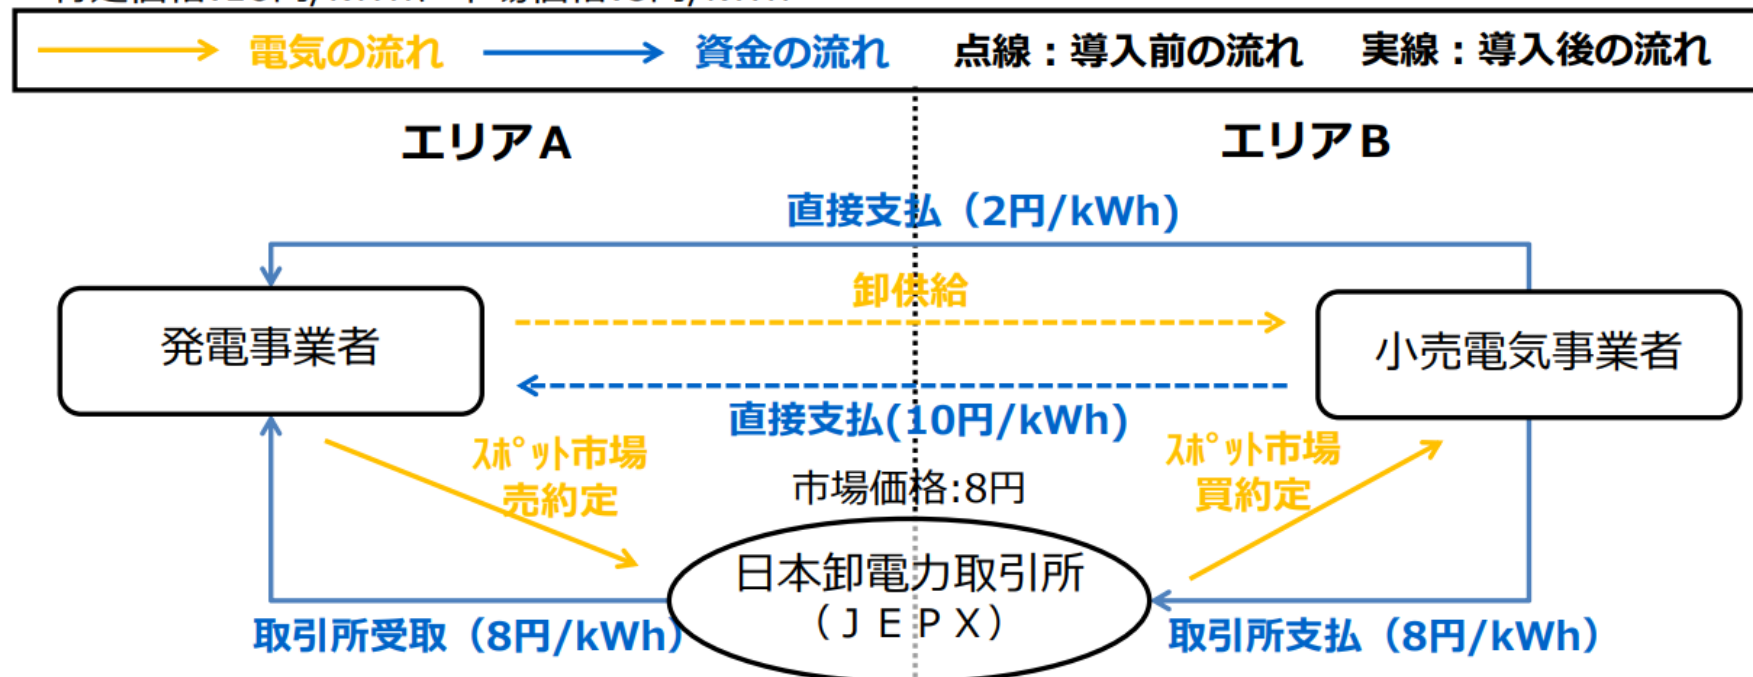 電気の流れ 資金の流れ 点線：導入前の流れ 実線：導入後の流れ
エリアA エリアB
直接支払（2円/kWh)
卸供給
発電事業者 小売電気事業者
直接支払(10円/kWh)
ｽﾎﾟｯﾄ市場
売約定
ｽﾎﾟｯﾄ市場
買約定
市場価格:8円
日本卸電力取引所
（ＪＥＰＸ）
取引所受取（8円/kWh） 取引所支払（8円/kWh）